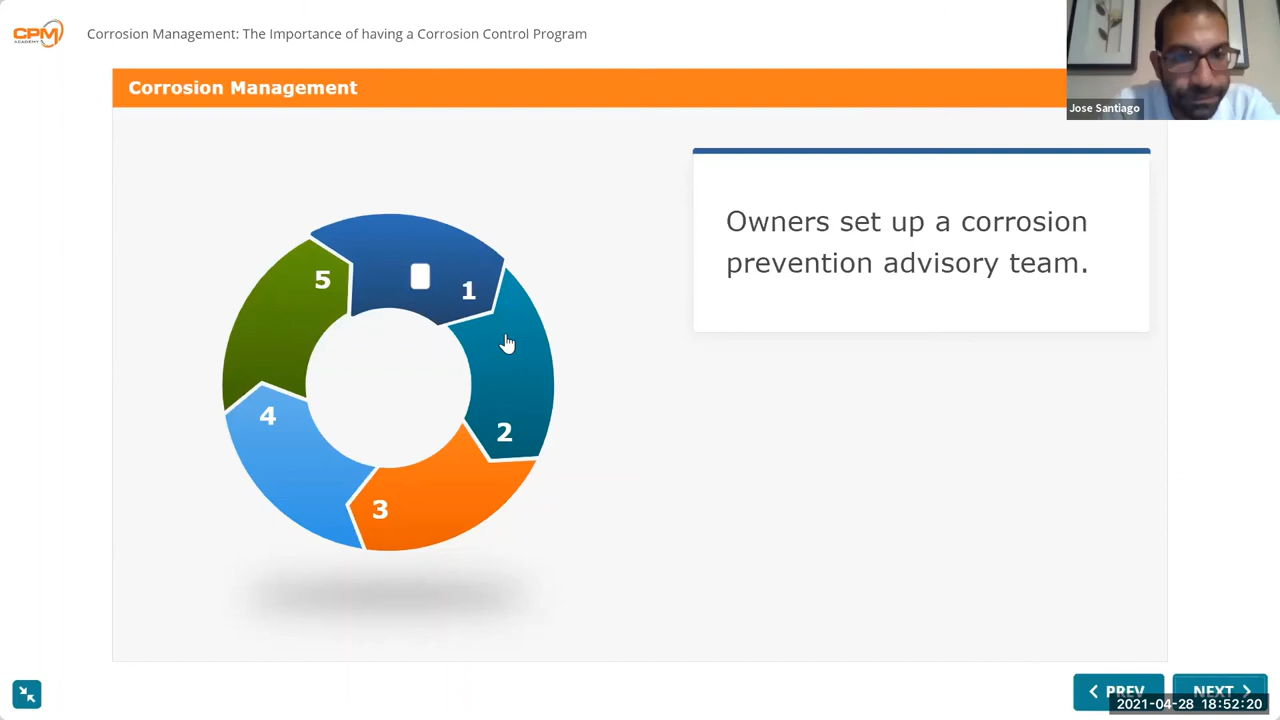 CPM
ACADEMY
Corrosion Management: The Importance of having a Corrosion Control Program
Jose Santiago
Corrosion Management
Owners set up a corrosion
prevention advisory team.
1
2
3
4
5
PREV
NEXT
2021-04-28 18:52:20